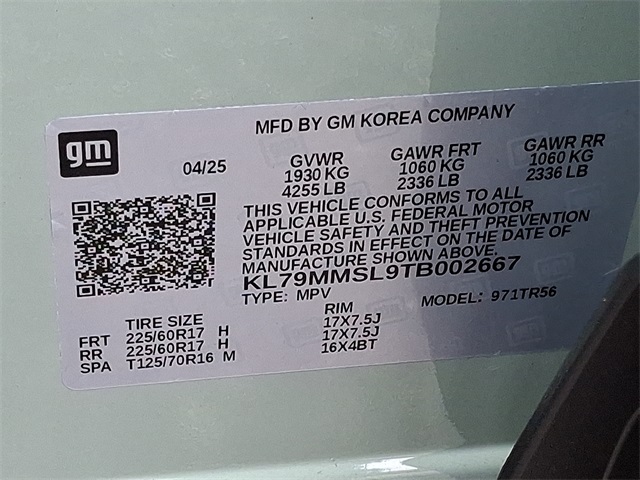 MFD BY GM KOREA COMPANY
gm
04/25
GVWR GAWR FRT GAWR RR
1930 KG 1060 KG 1060 KG
4255 LB 2336 LB 2336 LB
THIS VEHICLE CONFORMS TO ALL
APPLICABLE U.S. FEDERAL MOTOR
VEHICLE SAFETY AND THEFT PREVENTION
STANDARDS IN EFFECT ON THE DATE OF
MANUFACTURE SHOWN ABOVE.
KL79MMSL9TB002667
TYPE: MPV MODEL: 971TR56
TIRE SIZE RIM
FRT 225/60R17 H 17X7.5J
RR 225/60R17 H 17X7.5J
SPA T125/70R16 M 16X4BT